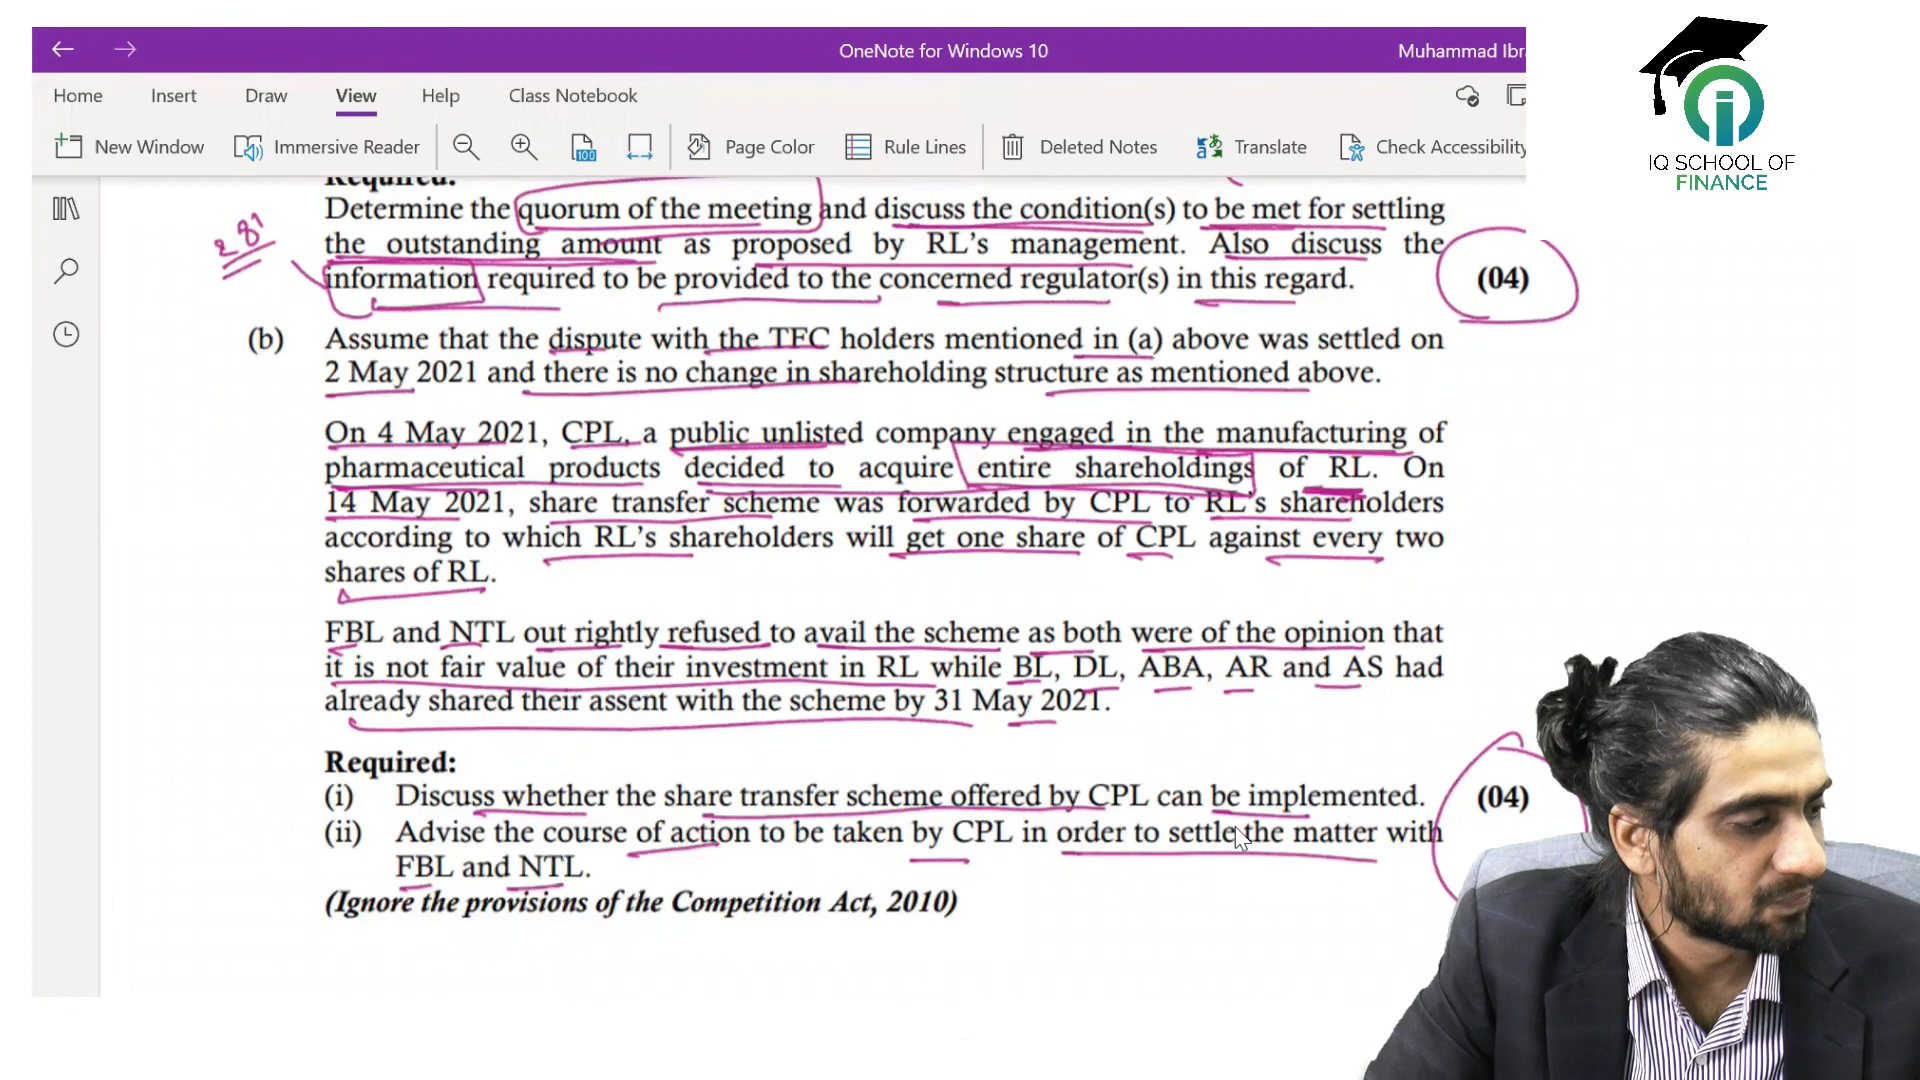 OneNote for Windows 10
Muhammad Ibr
Home Insert Draw View Help Class Notebook
New Window Immersive Reader 100 Page Color Rule Lines Deleted Notes Translate Check Accessibility
IQ SCHOOL OF
FINANCE
Required:
Determine the quorum of the meeting and discuss the condition(s) to be met for settling
the outstanding amount as proposed by RL's management. Also discuss the
information required to be provided to the concerned regulator(s) in this regard. (04)
(b) Assume that the dispute with the TFC holders mentioned in (a) above was settled on
2 May 2021 and there is no change in shareholding structure as mentioned above.
On 4 May 2021, CPL, a public unlisted company engaged in the manufacturing of
pharmaceutical products decided to acquire entire shareholdings of RL. On
14 May 2021, share transfer scheme was forwarded by CPL to RL's shareholders
according to which RL's shareholders will get one share of CPL against every two
shares of RL.
FBL and NTL out rightly refused to avail the scheme as both were of the opinion that
it is not fair value of their investment in RL while BL, DL, ABA, AR and AS had
already shared their assent with the scheme by 31 May 2021.
Required:
(i) Discuss whether the share transfer scheme offered by CPL can be implemented. (04)
(ii) Advise the course of action to be taken by CPL in order to settle the matter with
FBL and NTL.
(Ignore the provisions of the Competition Act, 2010)